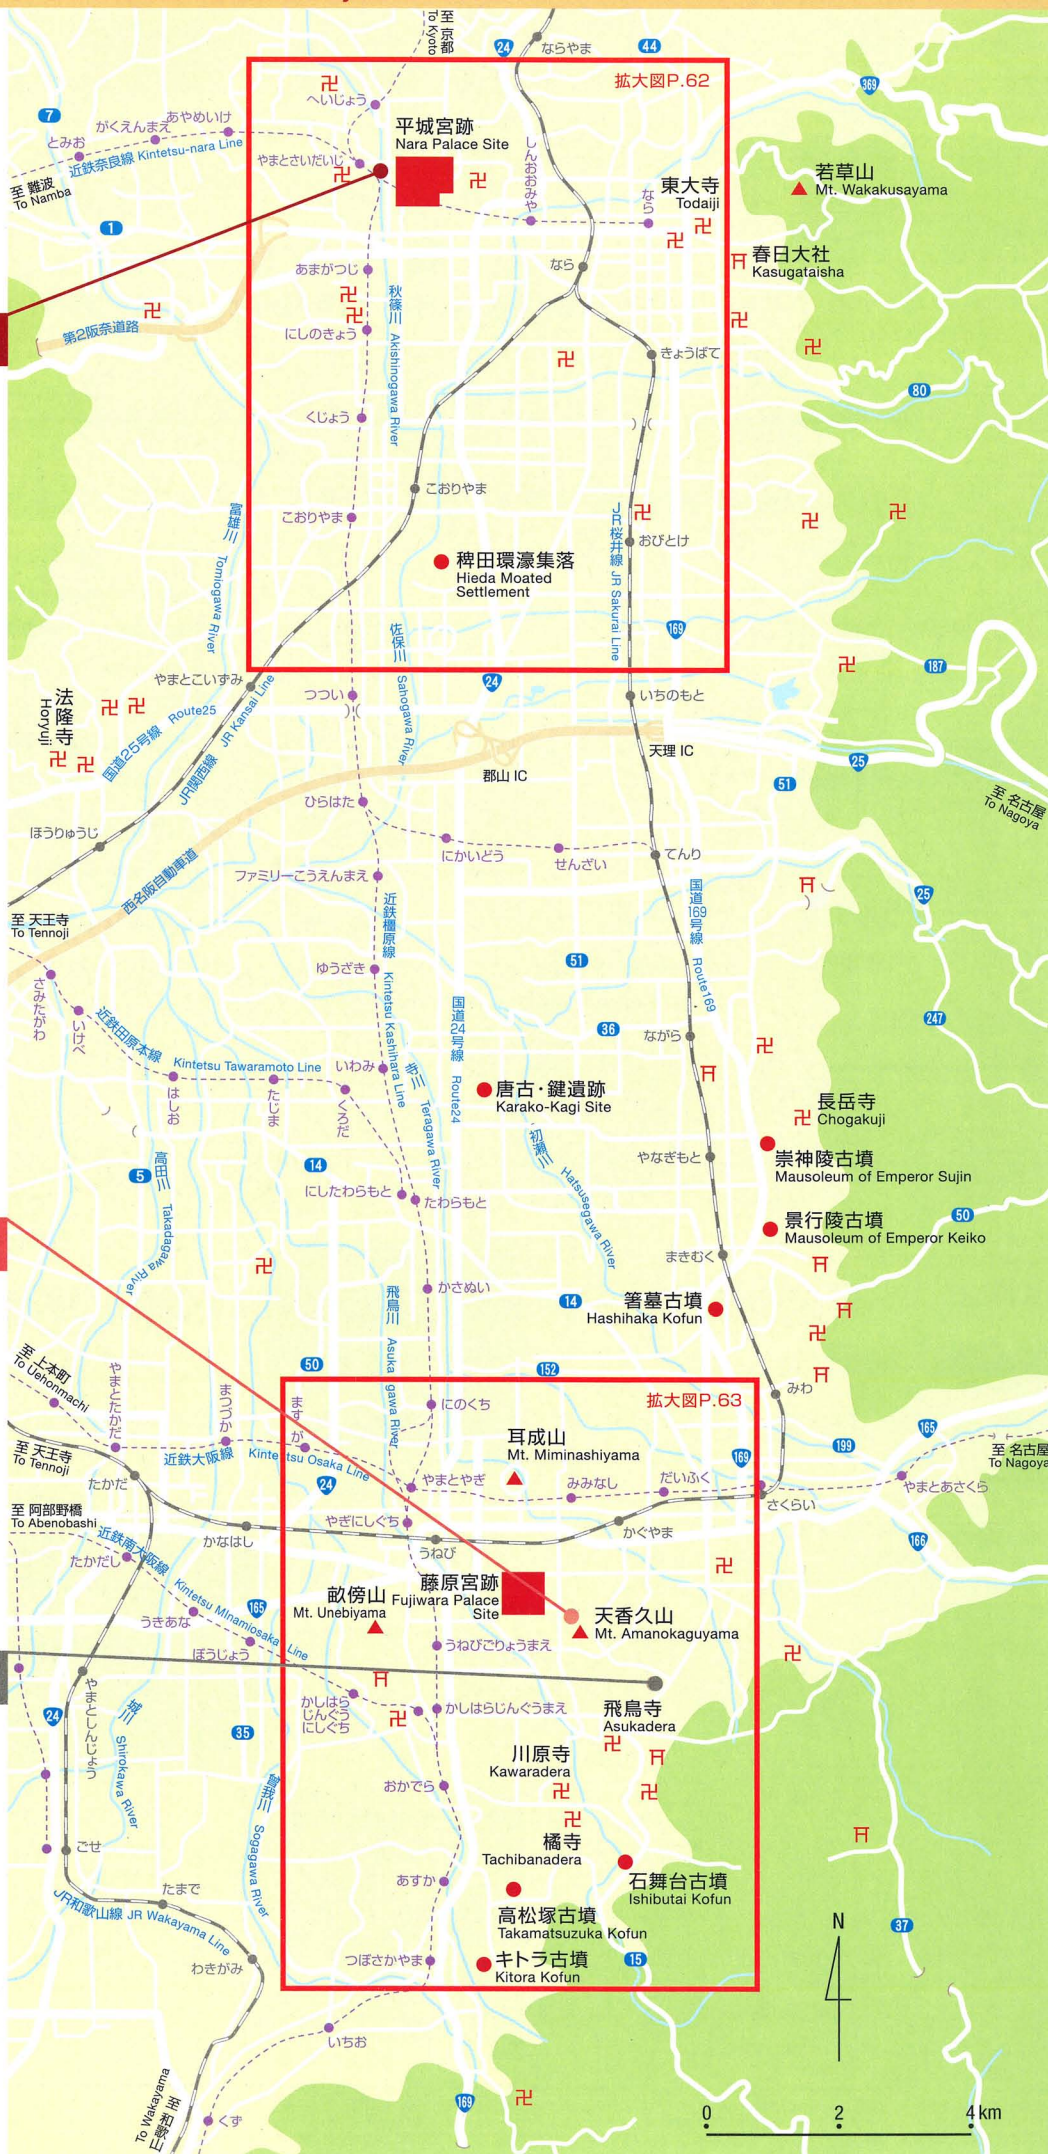 至 京都
To Kyoto
24
ならやま
44
拡大図P.62
369
へいじょう
7
あやめいけ
がくえんまえ
とみお
近鉄奈良線 Kintetsu-nara Line
平城宮跡
Nara Palace Site
やまとさいだいじ
しんおおみや
至 難波
To Namba
東大寺
Todaiji
なら
若草山
Mt. Wakakusayama
1
春日大社
Kasugataisha
なら
あまがつじ
秋篠川 Akishinogawa River
第2阪奈道路
にしのきょう
きょうばて
80
くじょう
こおりやま
こおりやま
富雄川 Tomiogawa River
JR桜井線 JR Sakurai Line
おびとけ
稗田環濠集落
Hieda Moated
Settlement
169
佐保川 Sahogawa River
187
やまとこいずみ
つつい
24
いちのもと
法隆寺
Horyuji
国道25号線 Route25
JR関西線 JR Kansai Line
天理 IC
25
郡山 IC
51
至 名古屋
To Nagoya
ひらはた
ほうりゅうじ
にかいどう
せんざい
てんり
西名阪自動車道
ファミリーこうえんまえ
近鉄橿原線 Kintetsu Kashihara Line
国道169号線 Route169
25
至 天王寺
To Tennoji
51
ゆうざき
さみたがわ
いけべ
近鉄田原本線 Kintetsu Tawaramoto Line
国道24号線 Route24
36
247
ながら
いわみ
寺川 Teragawa River
はしお
たじま
くろだ
唐古・鍵遺跡
Karako-Kagi Site
長岳寺
Chogakuji
初瀬川 Hatsusegawa River
やなぎもと
崇神陵古墳
Mausoleum of Emperor Sujin
高田川 Takadagawa River
5
14
にしたわらもと
たわらもと
景行陵古墳
Mausoleum of Emperor Keiko
50
まきむく
かさぬい
飛鳥川 Asuka gawa River
14
箸墓古墳
Hashihaka Kofun
至 上本町
To Uehonmachi
50
152
みわ
やまとたかだ
まつづか
ますが
にのくち
拡大図P.63
耳成山
Mt. Miminashiyama
165
199
至 名古屋
To Nagoya
至 天王寺
To Tennoji
近鉄大阪線 Kintetsu Osaka Line
169
たかだ
24
やまとやぎ
みみなし
だいふく
やまとあさくら
さくらい
至 阿部野橋
To Abenobashi
やぎにしぐち
かなはし
うねび
かぐやま
166
近鉄南大阪線 Kintetsu MInamiosaka Line
たかだし
畝傍山
Mt. Unebiyama
藤原宮跡
Fujiwara Palace
Site
天香久山
Mt. Amanokaguyama
うきあな
165
ぼうじょう
うねびごりょうまえ
やまとしんじょう
かしはら
じんぐう
にしぐち
かしはらじんぐうまえ
飛鳥寺
Asukadera
24
城川 Shirokawa River
35
川原寺
Kawaradera
曽我川 Sogagawa River
おかでら
橘寺
Tachibanadera
ごせ
あすか
石舞台古墳
Ishibutai Kofun
たまで
JR和歌山線 JR Wakayama Line
高松塚古墳
Takamatsuzuka Kofun
37
N
わきがみ
つぼさかやま
キトラ古墳
Kitora Kofun
15
いちお
至 和歌山
To Wakayama
くず
169
0 2 4km